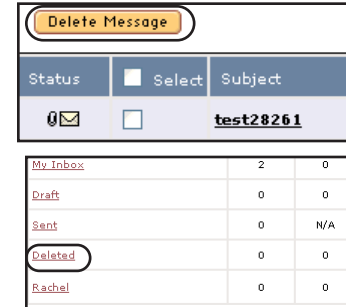 Delete Message
Status Select Subject
test28261
My Inbox 2 0
Draft 0 0
Sent 0 N/A
Deleted 0 0
Rachel 0 0